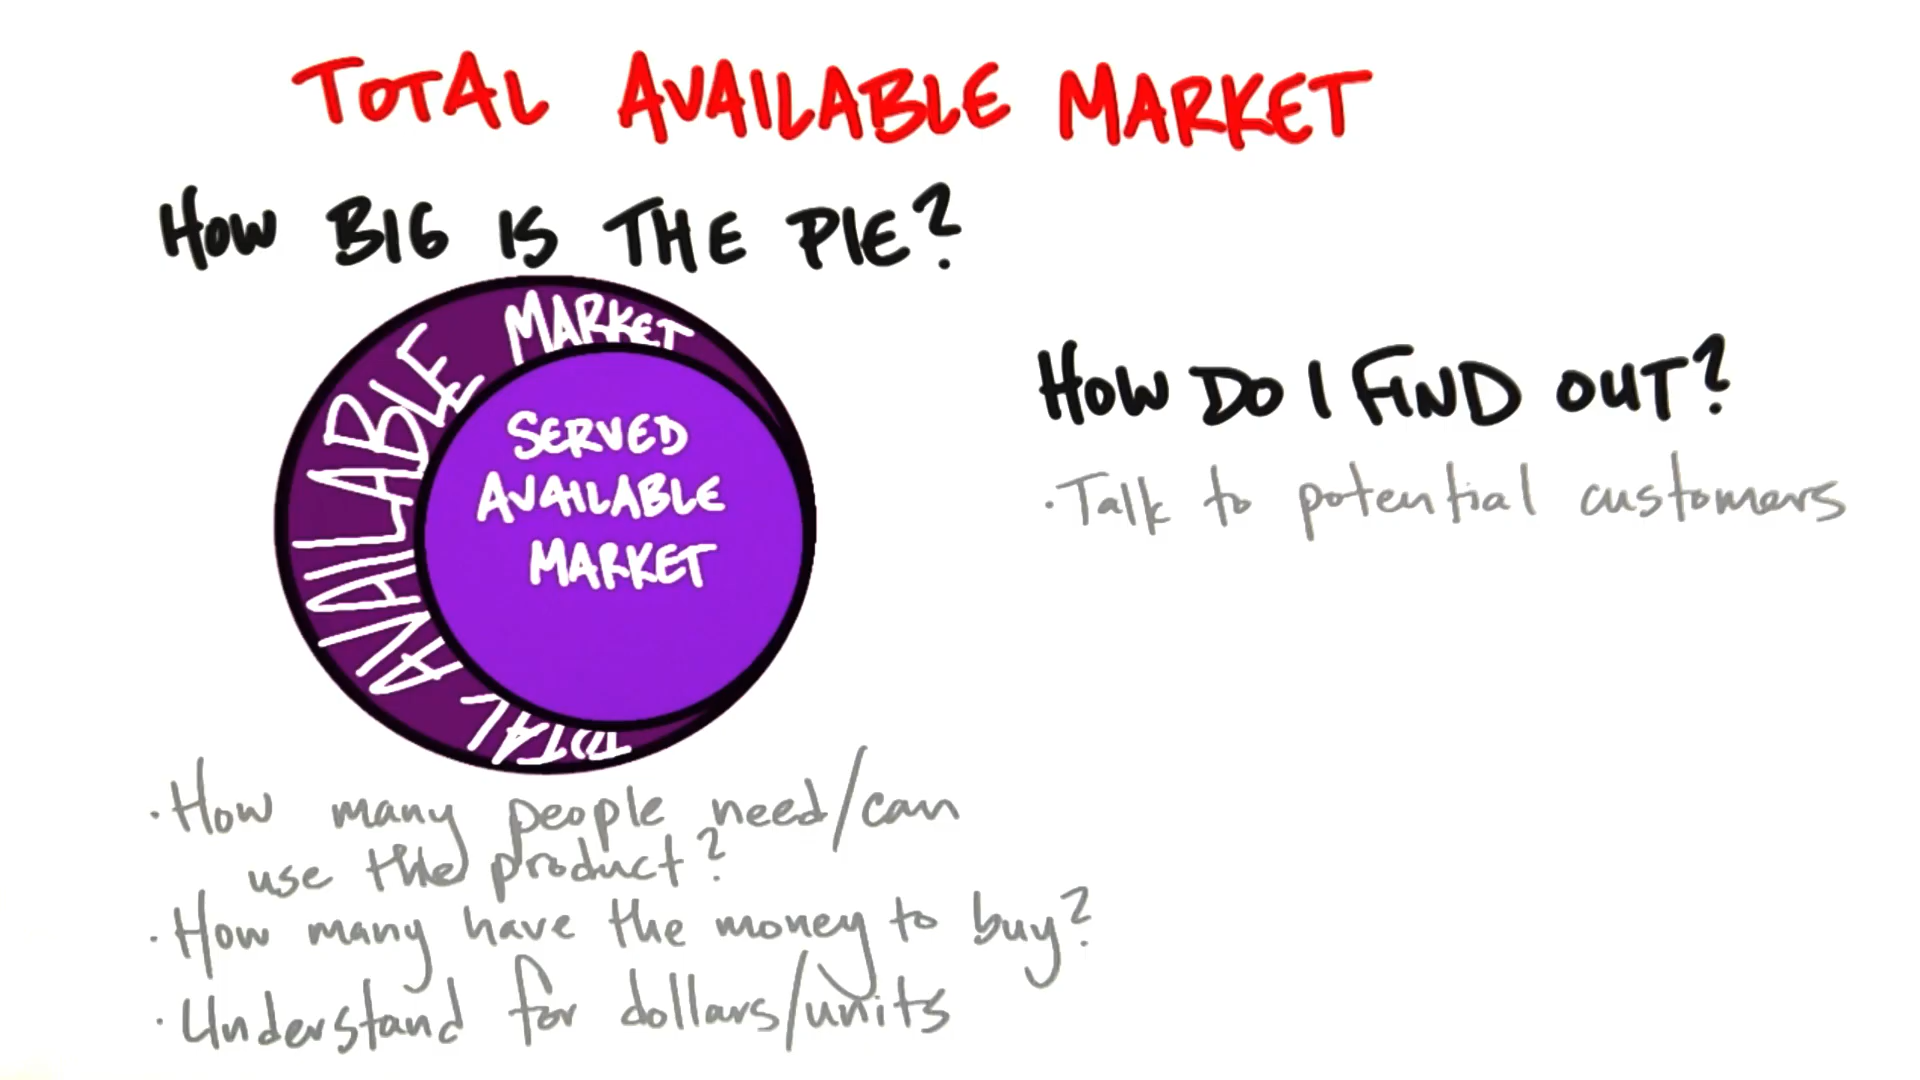 TOTAL AVAILABLE MARKET
HOW BIG IS THE PIE?
TOTAL AVAILABLE MARKET
SERVED
AVAILABLE
MARKET
· How many people need/can
use the product?
· How many have the money to buy?
· Understand for dollars/units
HOW DO I FIND OUT?
· Talk to potential customers